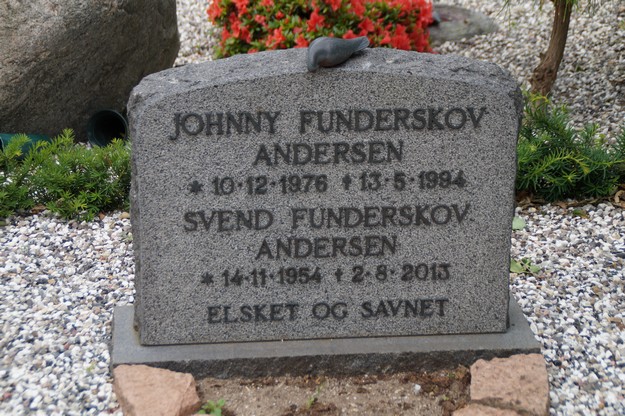 JOHNNY FUNDERSKOV
ANDERSEN
* 10·12·1976 † 13·5·1994
SVEND FUNDERSKOV
ANDERSEN
* 14·11·1954 † 2·8·2013
ELSKET OG SAVNET